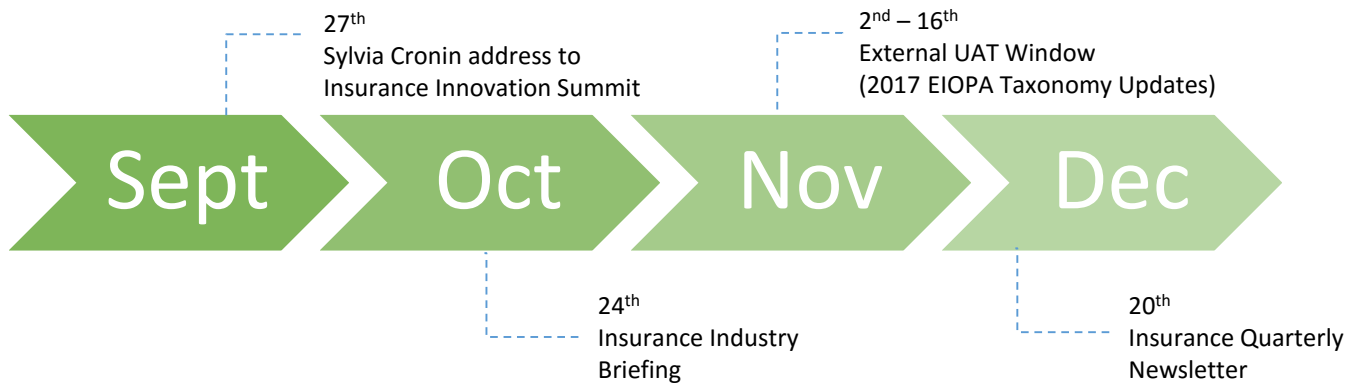 27th
Sylvia Cronin address to
Insurance Innovation Summit
2nd – 16th
External UAT Window
(2017 EIOPA Taxonomy Updates)
Sept
Oct
Nov
Dec
24th
Insurance Industry
Briefing
20th
Insurance Quarterly
Newsletter